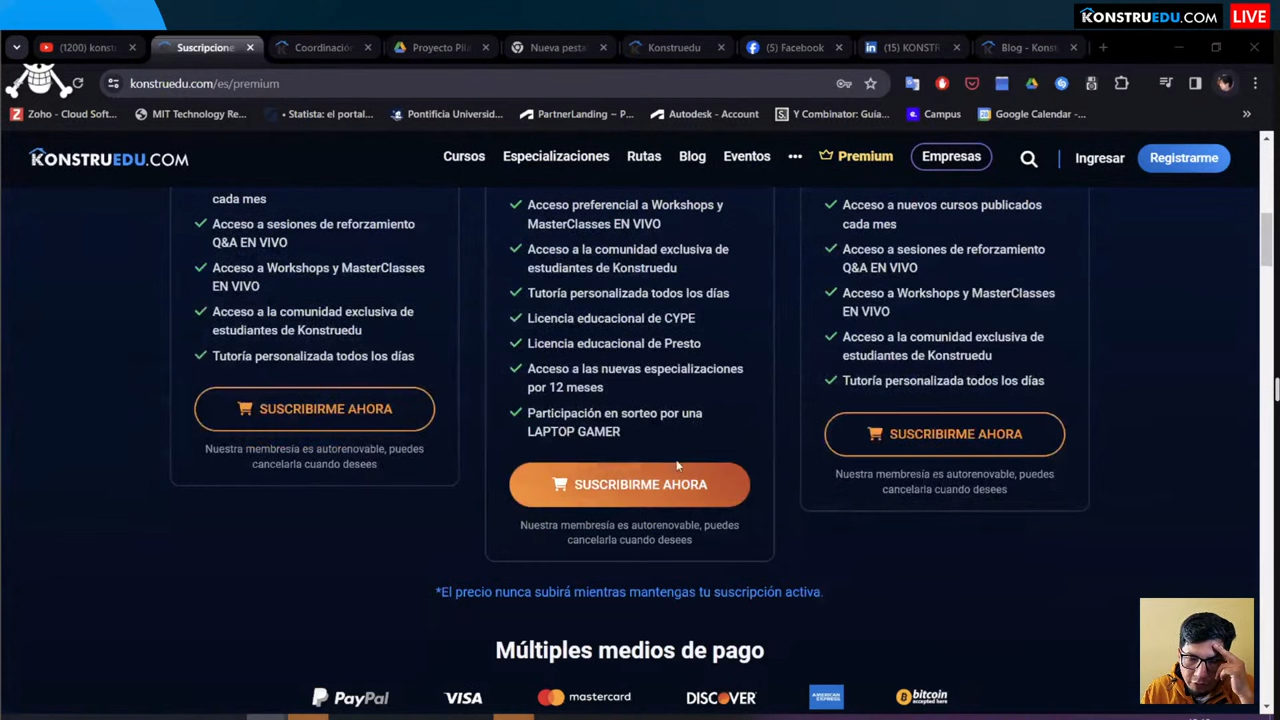 KONSTRUEDU.COM LIVE
(1200) konst
Suscripcione
Coordinación
Proyecto Pil
Nueva pesta
Konstruedu
(5) Facebook
(15) KONSTR
Blog - Kons
konstruedu.com/es/premium
Zoho - Cloud Soft...
MIT Technology Re...
• Statista: el portal...
Pontificia Universid...
PartnerLanding – P...
Autodesk - Account
Y Combinator: Guía...
Campus
Google Calendar -...
KONSTRUEDU.COM
Cursos
Especializaciones
Rutas
Blog
Eventos
Premium
Empresas
Ingresar
Registrarme
cada mes
Acceso a sesiones de reforzamiento
Q&A EN VIVO
Acceso a Workshops y MasterClasses
EN VIVO
Acceso a la comunidad exclusiva de
estudiantes de Konstruedu
Tutoría personalizada todos los días
SUSCRIBIRME AHORA
Nuestra membresía es autorenovable, puedes
cancelarla cuando desees
Acceso preferencial a Workshops y
MasterClasses EN VIVO
Acceso a la comunidad exclusiva de
estudiantes de Konstruedu
Tutoría personalizada todos los días
Licencia educacional de CYPE
Licencia educacional de Presto
Acceso a las nuevas especializaciones
por 12 meses
Participación en sorteo por una
LAPTOP GAMER
SUSCRIBIRME AHORA
Nuestra membresía es autorenovable, puedes
cancelarla cuando desees
Acceso a nuevos cursos publicados
cada mes
Acceso a sesiones de reforzamiento
Q&A EN VIVO
Acceso a Workshops y MasterClasses
EN VIVO
Acceso a la comunidad exclusiva de
estudiantes de Konstruedu
Tutoría personalizada todos los días
SUSCRIBIRME AHORA
Nuestra membresía es autorenovable, puedes
cancelarla cuando desees
*El precio nunca subirá mientras mantengas tu suscripción activa.
Múltiples medios de pago
PayPal
VISA
mastercard
DISCOVER
AMERICAN EXPRESS
bitcoin
accepted here